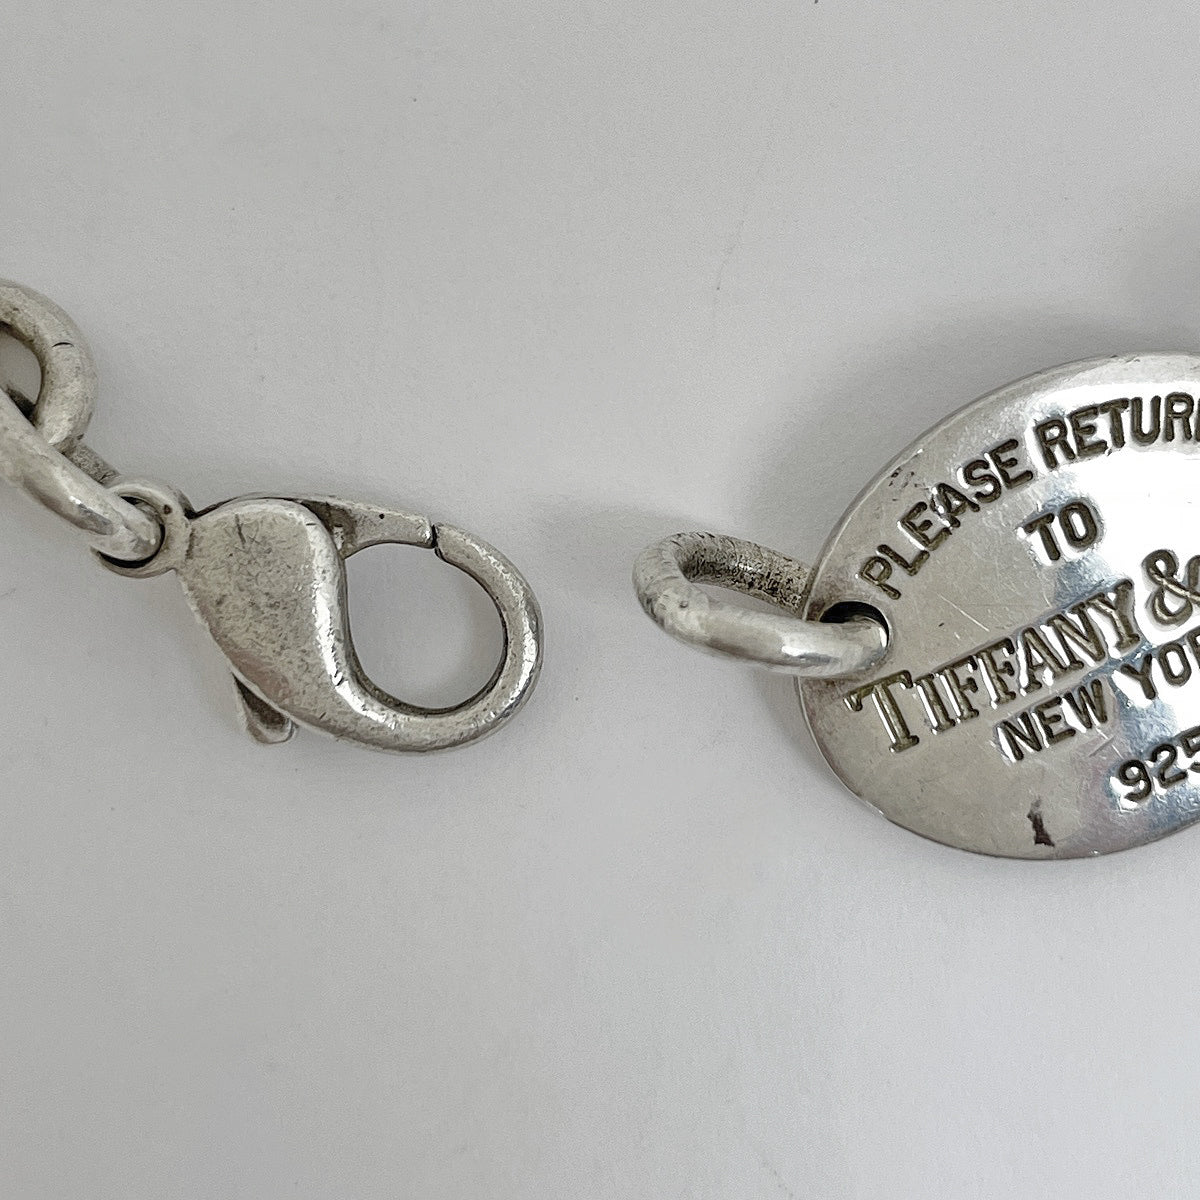 PLEASE RETUR
TO
TIFFANY &
NEW YO
925